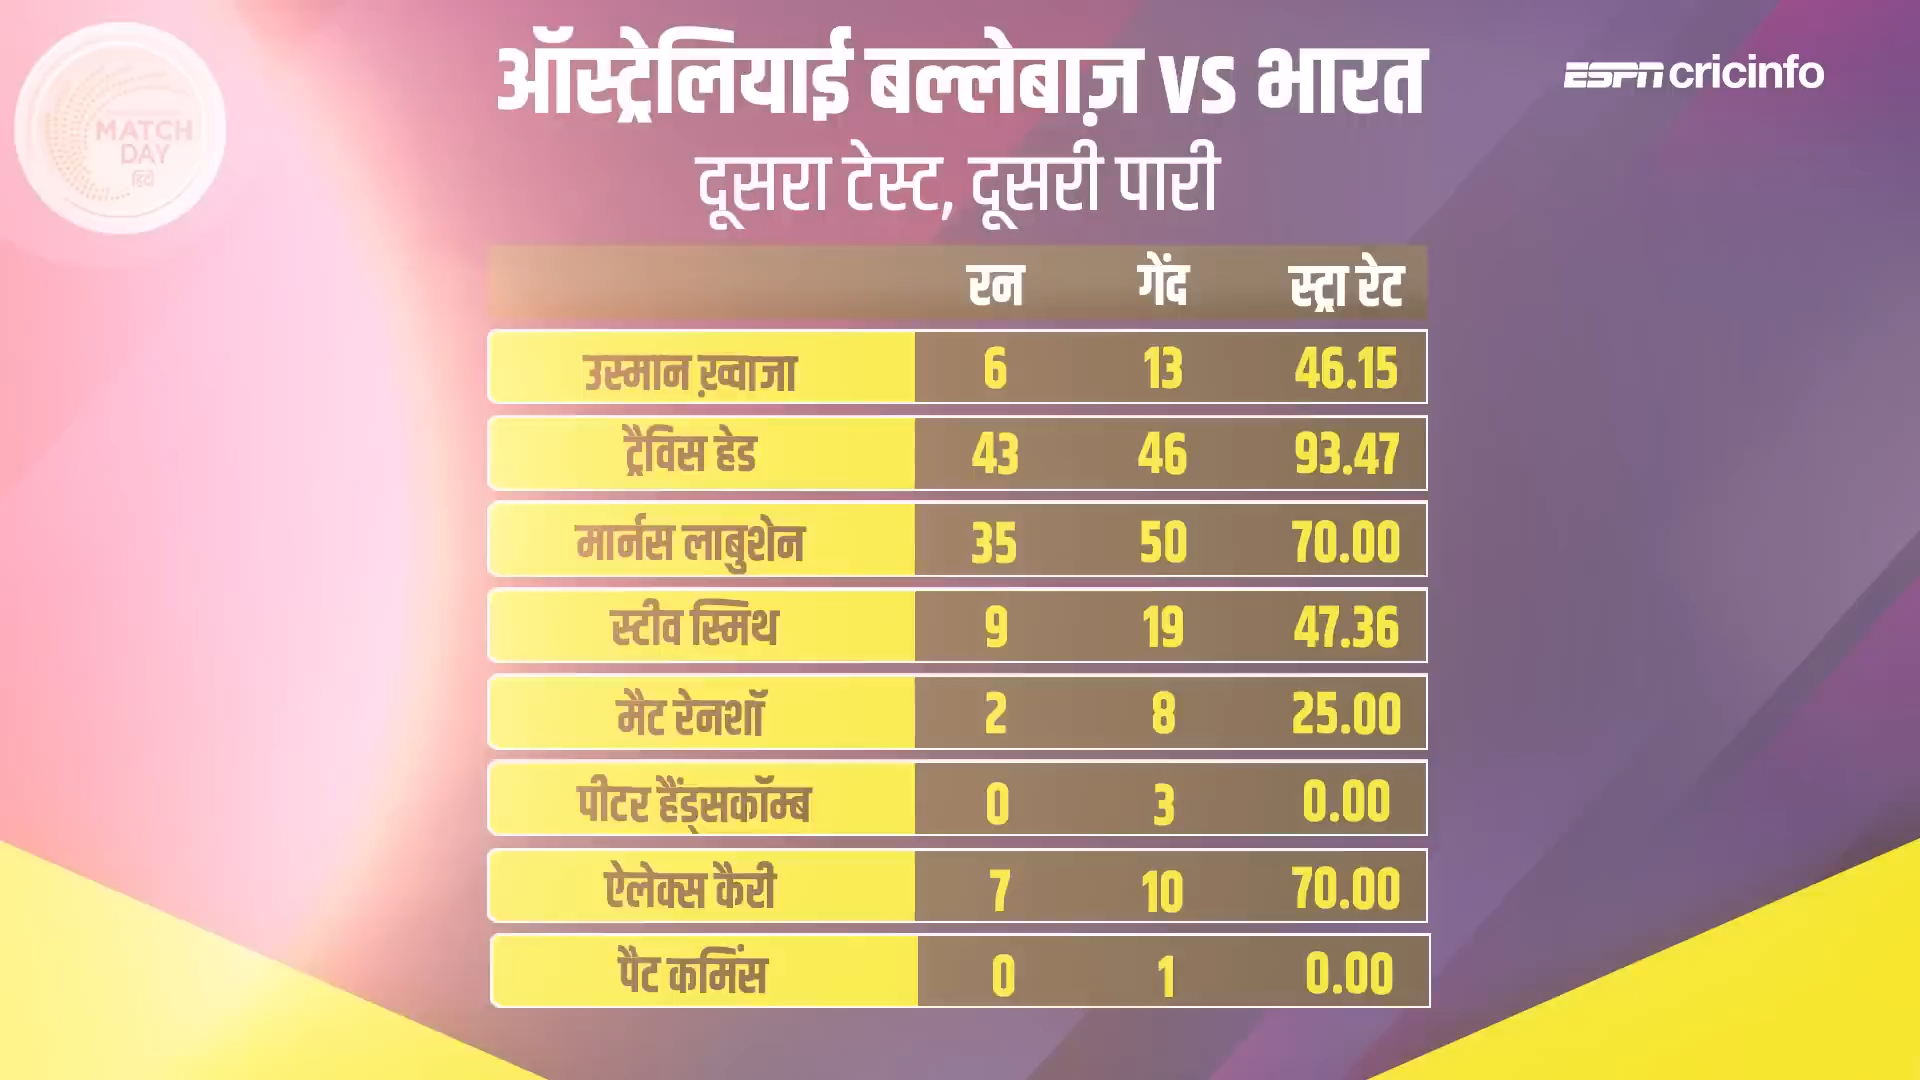 MATCH
DAY
हिंदी
ऑस्ट्रेलियाई बल्लेबाज़ vs भारत
ESPN cricinfo
दूसरा टेस्ट, दूसरी पारी
रन गेंद स्ट्रा रेट
उस्मान ख़्वाजा 6 13 46.15
ट्रैविस हेड 43 46 93.47
मार्नस लाबुशेन 35 50 70.00
स्टीव स्मिथ 9 19 47.36
मैट रेनशॉ 2 8 25.00
पीटर हैंड्सकॉम्ब 0 3 0.00
ऐलेक्स कैरी 7 10 70.00
पैट कमिंस 0 1 0.00